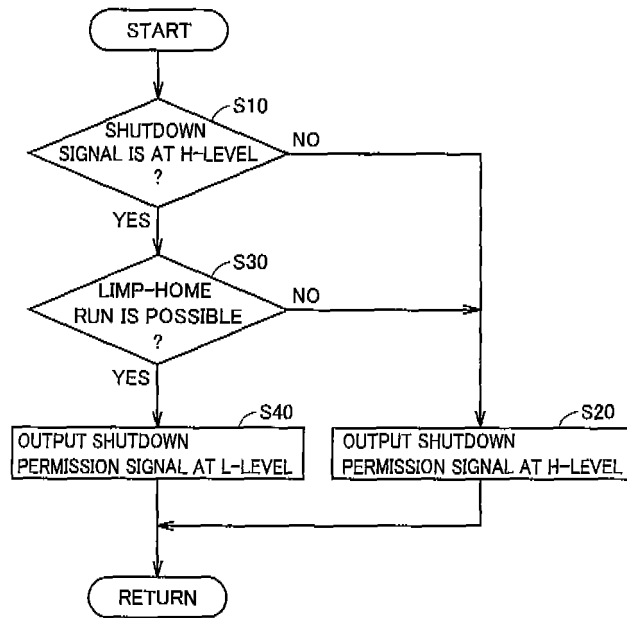 START
S10
SHUTDOWN
SIGNAL IS AT H-LEVEL
?
NO
YES
S30
LIMP-HOME
RUN IS POSSIBLE
?
NO
YES
S40
OUTPUT SHUTDOWN
PERMISSION SIGNAL AT L-LEVEL
S20
OUTPUT SHUTDOWN
PERMISSION SIGNAL AT H-LEVEL
RETURN